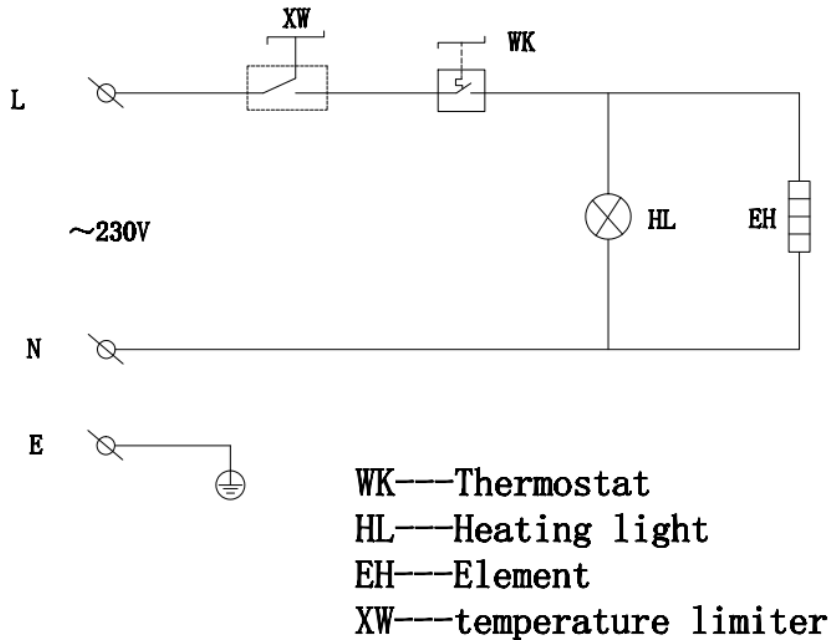 XW
WK
L
~230V
HL
EH
N
E
WK---Thermostat
HL---Heating light
EH---Element
XW---temperature limiter